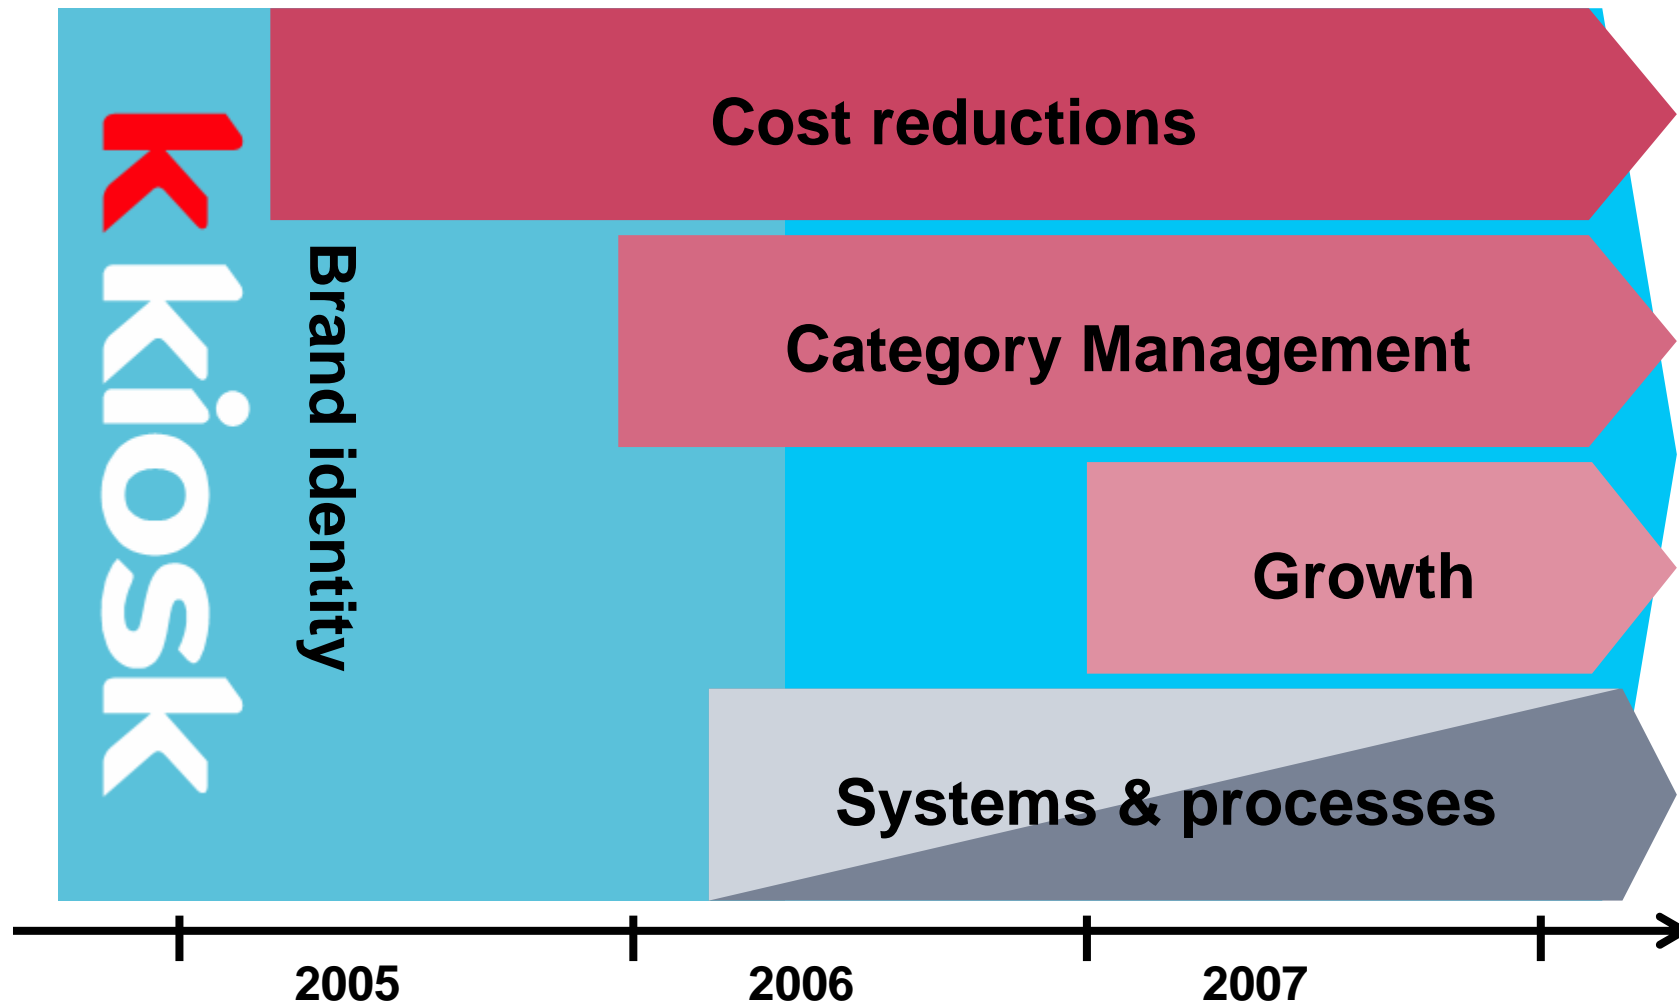 k kiosk
Brand identity
Cost reductions
Category Management
Growth
Systems & processes
2005
2006
2007